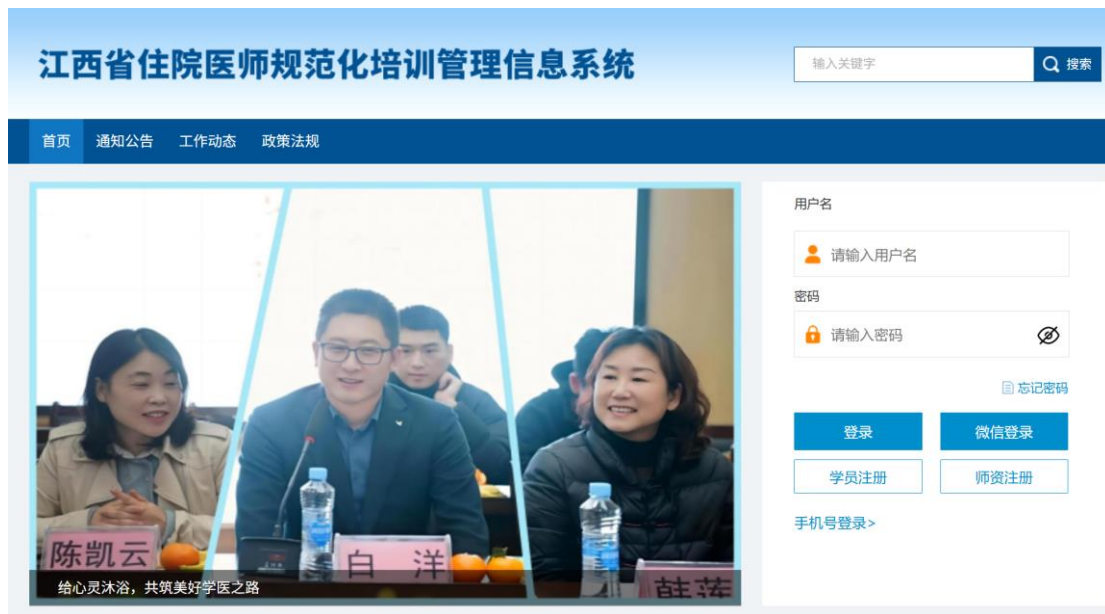 江西省住院医师规范化培训管理信息系统
输入关键字
搜索
首页 通知公告 工作动态 政策法规
陈凯云
白 洋
韩莲
给心灵沐浴，共筑美好学医之路
用户名
请输入用户名
密码
请输入密码
忘记密码
登录 微信登录
学员注册 师资注册
手机号登录>